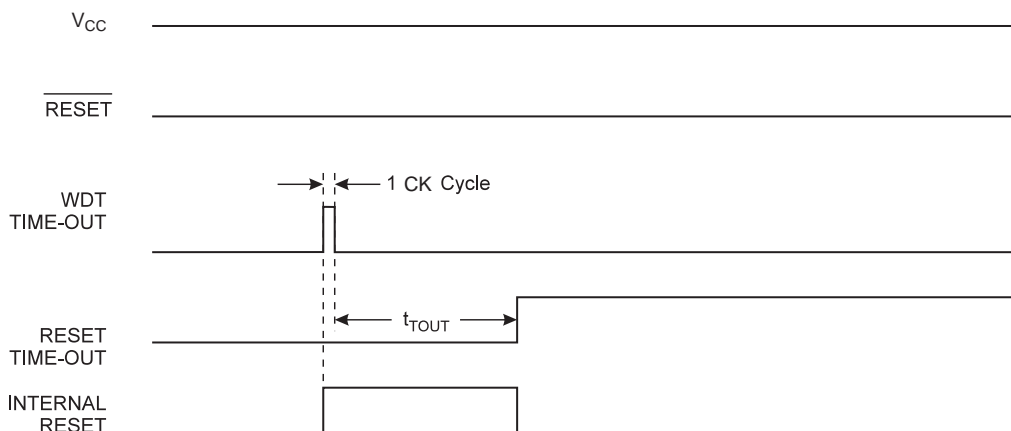 VCC
RESET
1 CK Cycle
WDT
TIME-OUT
tTOUT
RESET
TIME-OUT
INTERNAL
RESET